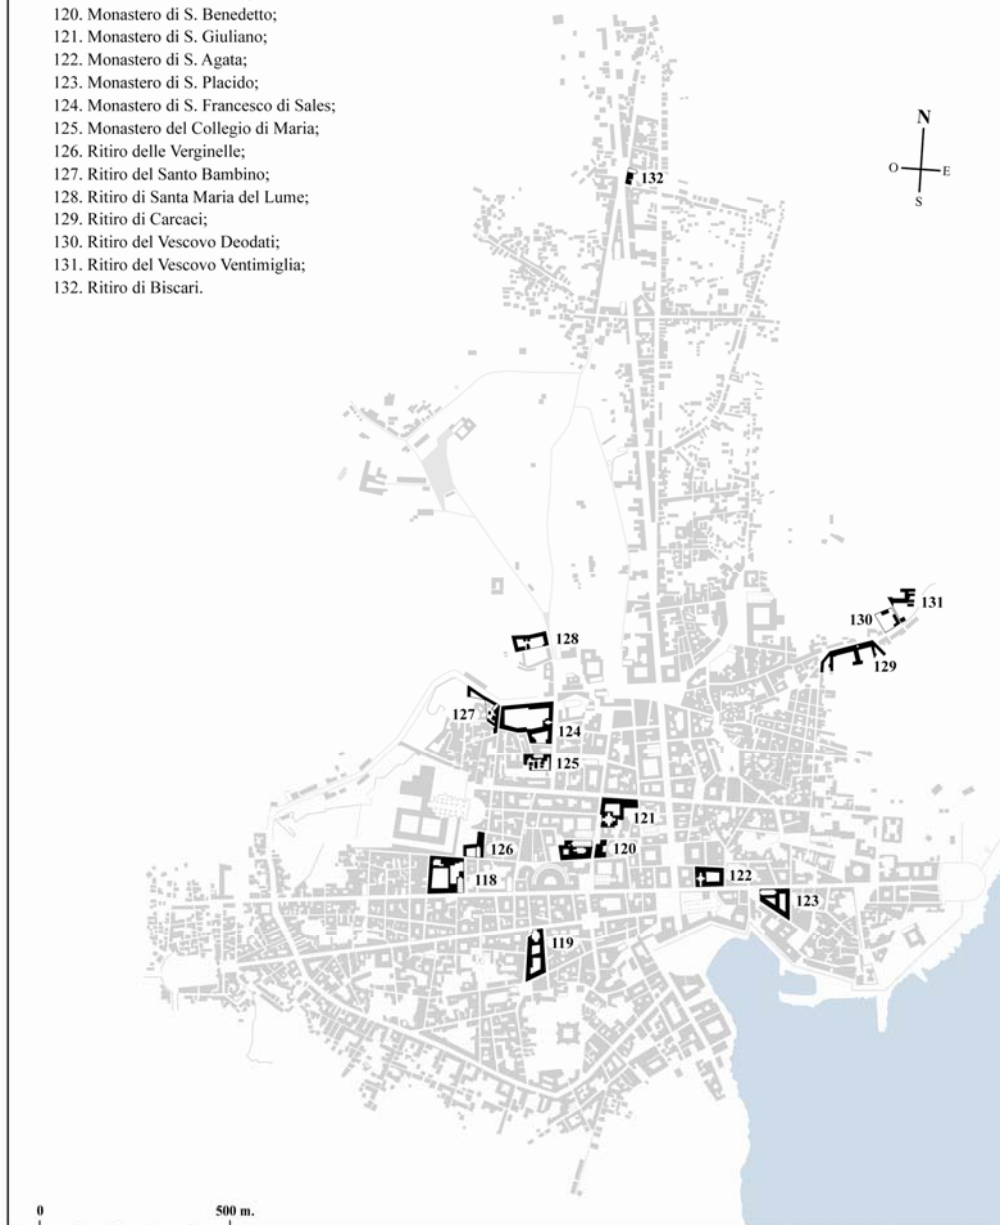 120. Monastero di S. Benedetto;
121. Monastero di S. Giuliano;
122. Monastero di S. Agata;
123. Monastero di S. Placido;
124. Monastero di S. Francesco di Sales;
125. Monastero del Collegio di Maria;
126. Ritiro delle Verginelle;
127. Ritiro del Santo Bambino;
128. Ritiro di Santa Maria del Lume;
129. Ritiro di Carcaci;
130. Ritiro del Vescovo Deodati;
131. Ritiro del Vescovo Ventimiglia;
132. Ritiro di Biscari.
N
O E
S
132
131
130
128
129
127
124
125
121
126
120
118
122
123
119
0 500 m.